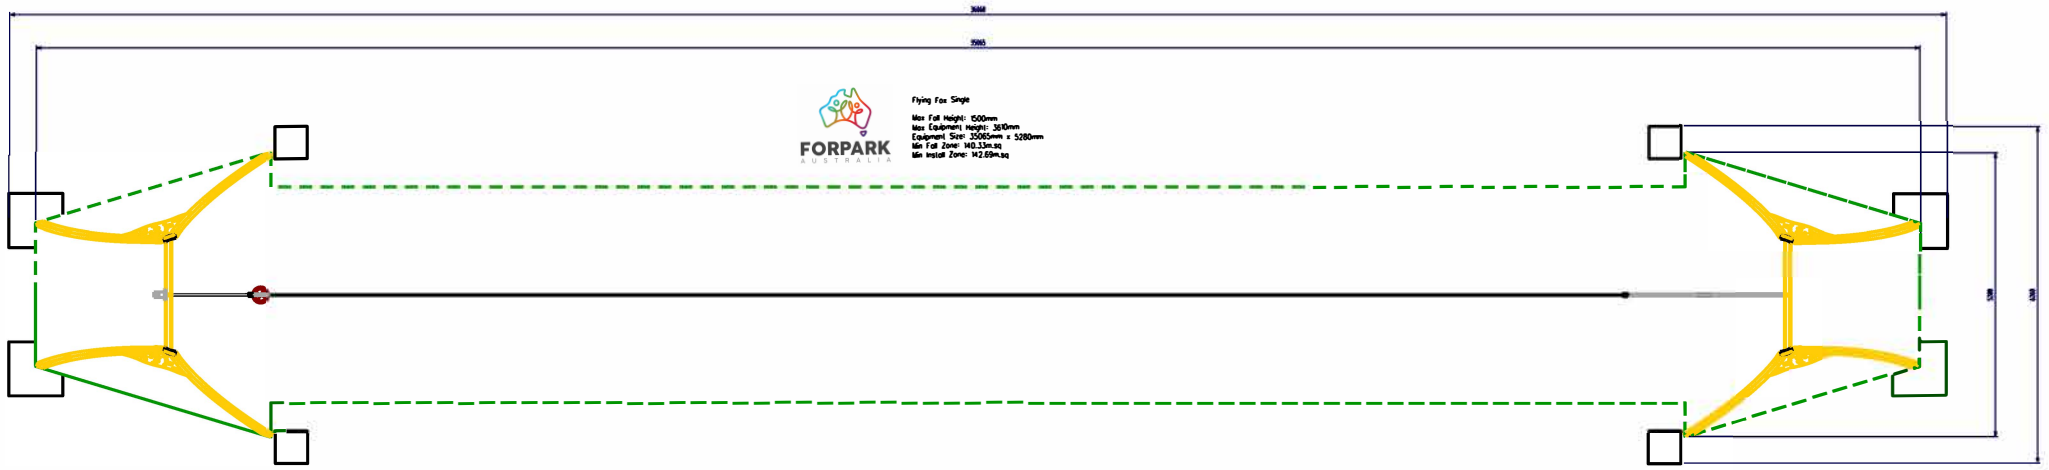 35065
Flying Fox Single
Max Fall Height: 1500mm
Max Equipment Height: 3610mm
Equipment Size: 35065mm x 5280mm
Min Fall Zone: 140.33m.sq
Min Install Zone: 142.69m.sq
FORPARK
AUSTRALIA